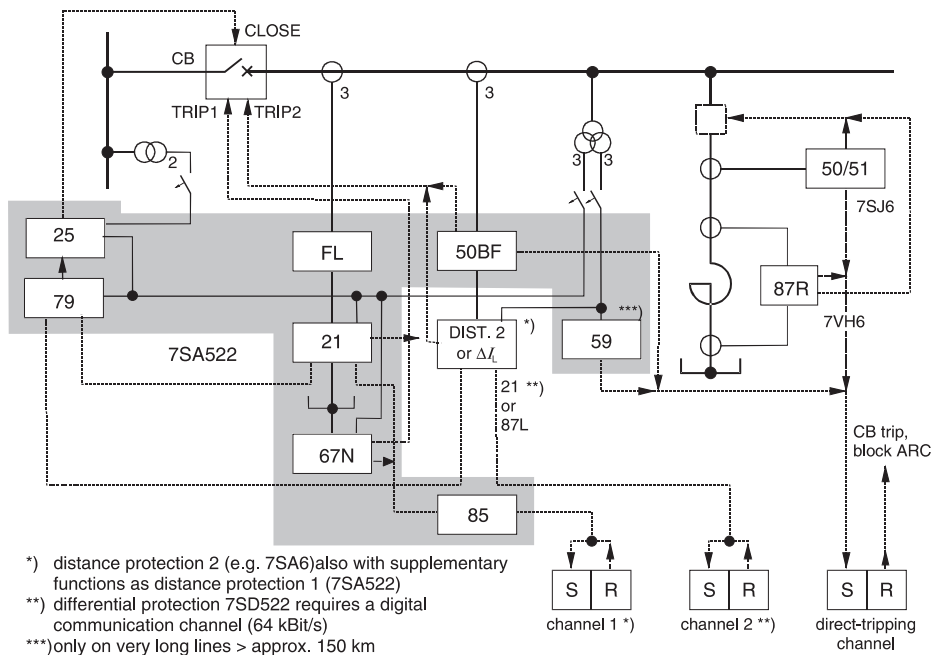 CLOSE
CB
3
3
TRIP1
TRIP2
2
3
3
50/51
7SJ6
25
FL
50BF
79
87R
***)
7VH6
21
DIST. 2
or ΔI_L
*)
59
7SA522
21 **)
or
87L
67N
CB trip,
block ARC
85
S R
S R
S R
channel 1 *)
channel 2 **)
direct-tripping
channel
*) distance protection 2 (e.g. 7SA6)also with supplementary
functions as distance protection 1 (7SA522)
**) differential protection 7SD522 requires a digital
communication channel (64 kBit/s)
***)only on very long lines > approx. 150 km